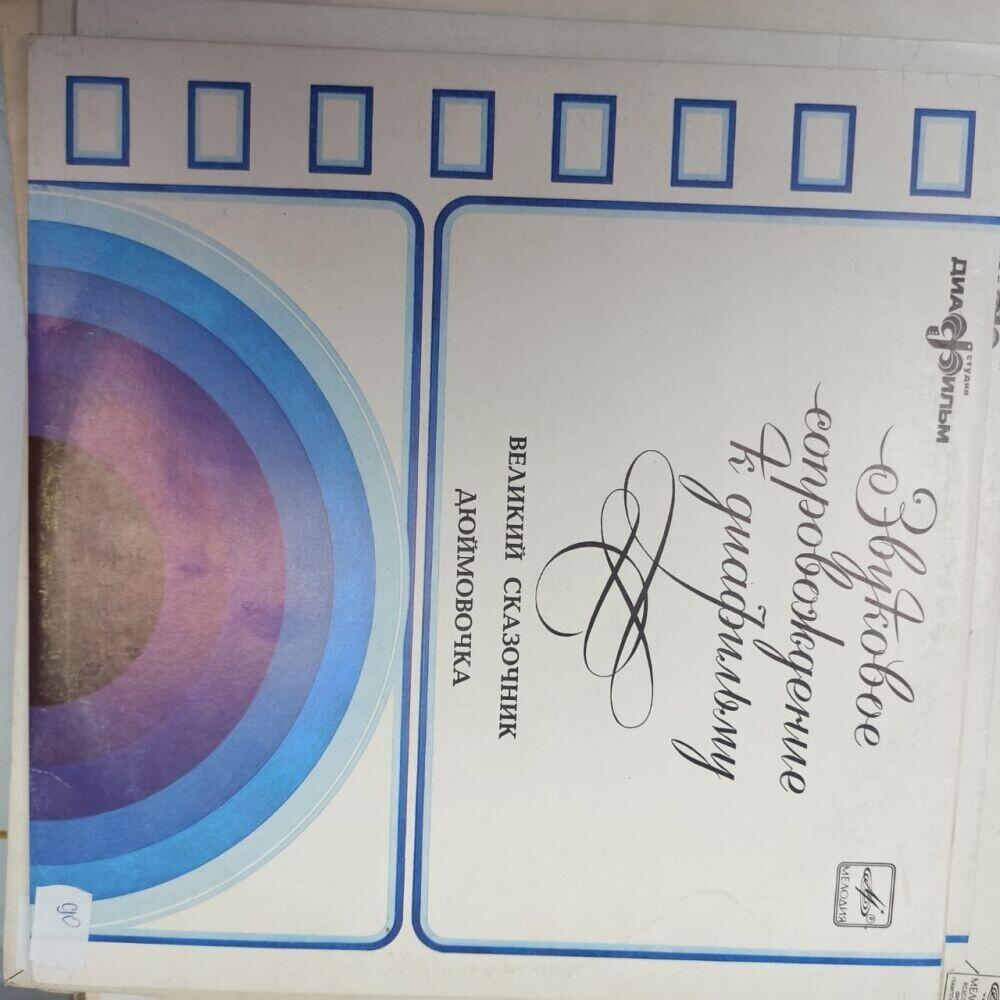 студия
ДИАФИЛЬМ
Звуковое
сопровождение
к диафильму
ВЕЛИКИЙ СКАЗОЧНИК
ДЮЙМОВОЧКА
МЕЛОДИЯ